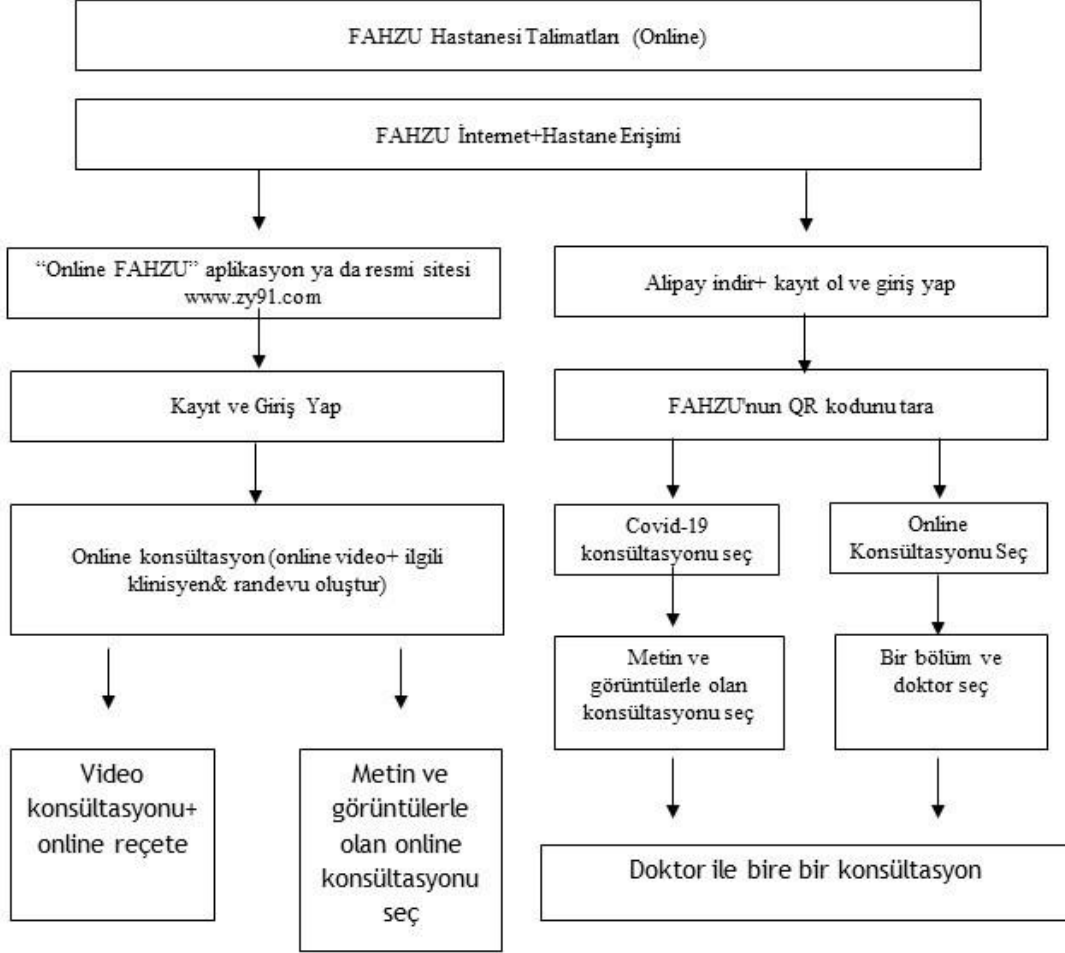 FAHZU Hastanesi Talimatları (Online)
FAHZU İnternet+Hastane Erişimi
“Online FAHZU” aplikasyon ya da resmi sitesi
www.zy91.com
Alipay indir+ kayıt ol ve giriş yap
Kayıt ve Giriş Yap
FAHZU'nun QR kodunu tara
Online konsültasyon (online video+ ilgili
klinisyen& randevu oluştur)
Covid-19
konsültasyonu seç
Online
Konsültasyonu Seç
Metin ve
görüntülerle olan
konsültasyonu seç
Bir bölüm ve
doktor seç
Video
konsültasyonu+
online reçete
Metin ve
görüntülerle
olan online
konsültasyonu
seç
Doktor ile bire bir konsültasyon